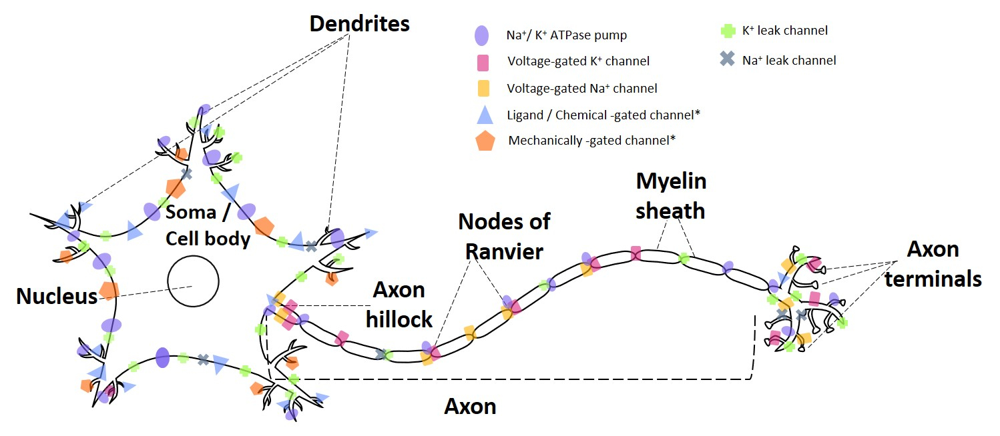 Dendrites
Na⁺/ K⁺ ATPase pump
Voltage-gated K⁺ channel
Voltage-gated Na⁺ channel
Ligand / Chemical -gated channel*
Mechanically -gated channel*
K⁺ leak channel
Na⁺ leak channel
Soma /
Cell body
Nucleus
Axon
hillock
Nodes of
Ranvier
Myelin
sheath
Axon
terminals
Axon